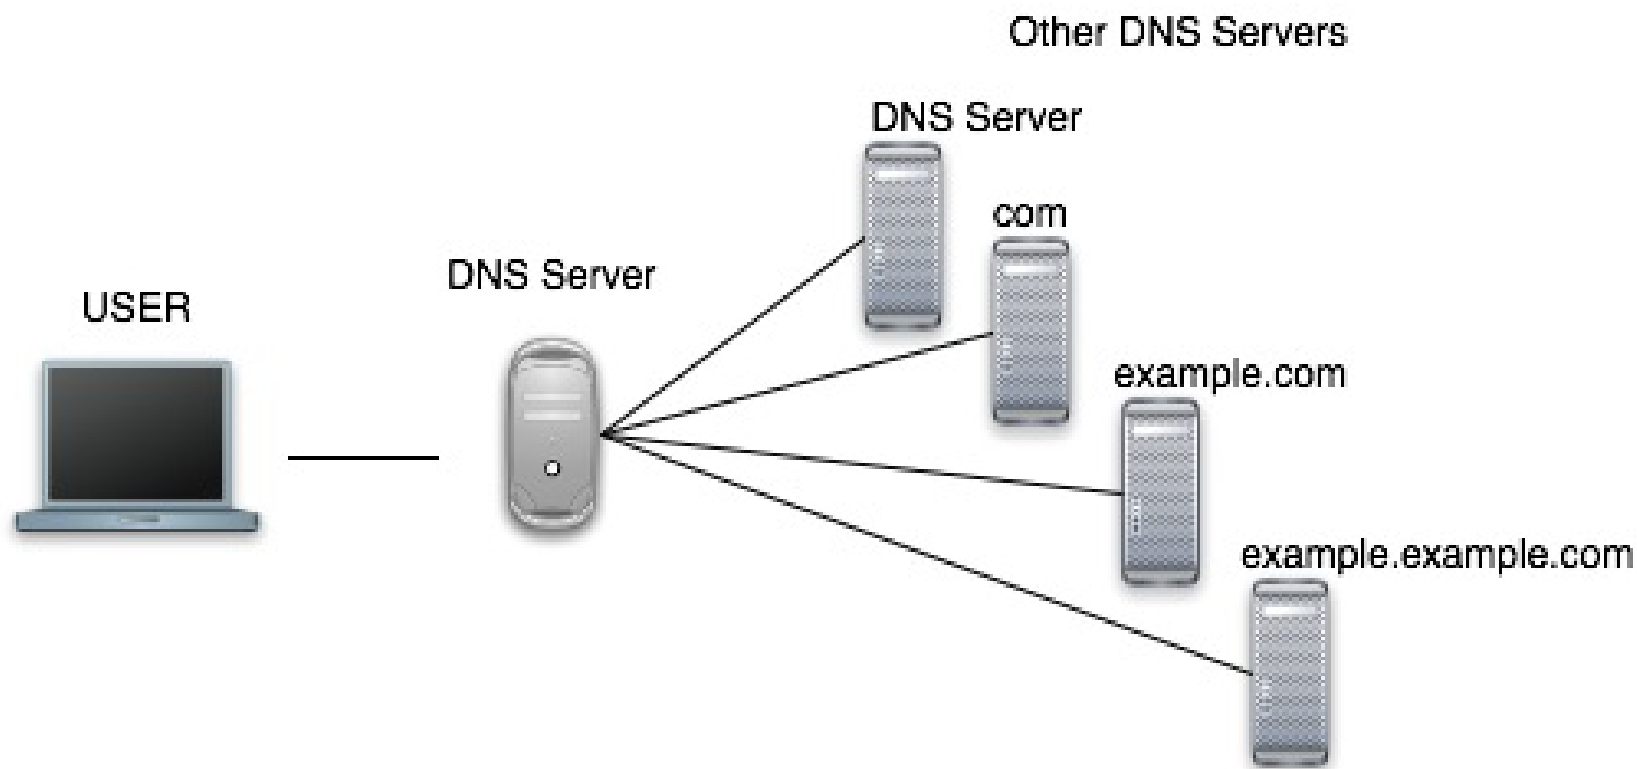 Other DNS Servers
DNS Server
com
DNS Server
USER
example.com
example.example.com